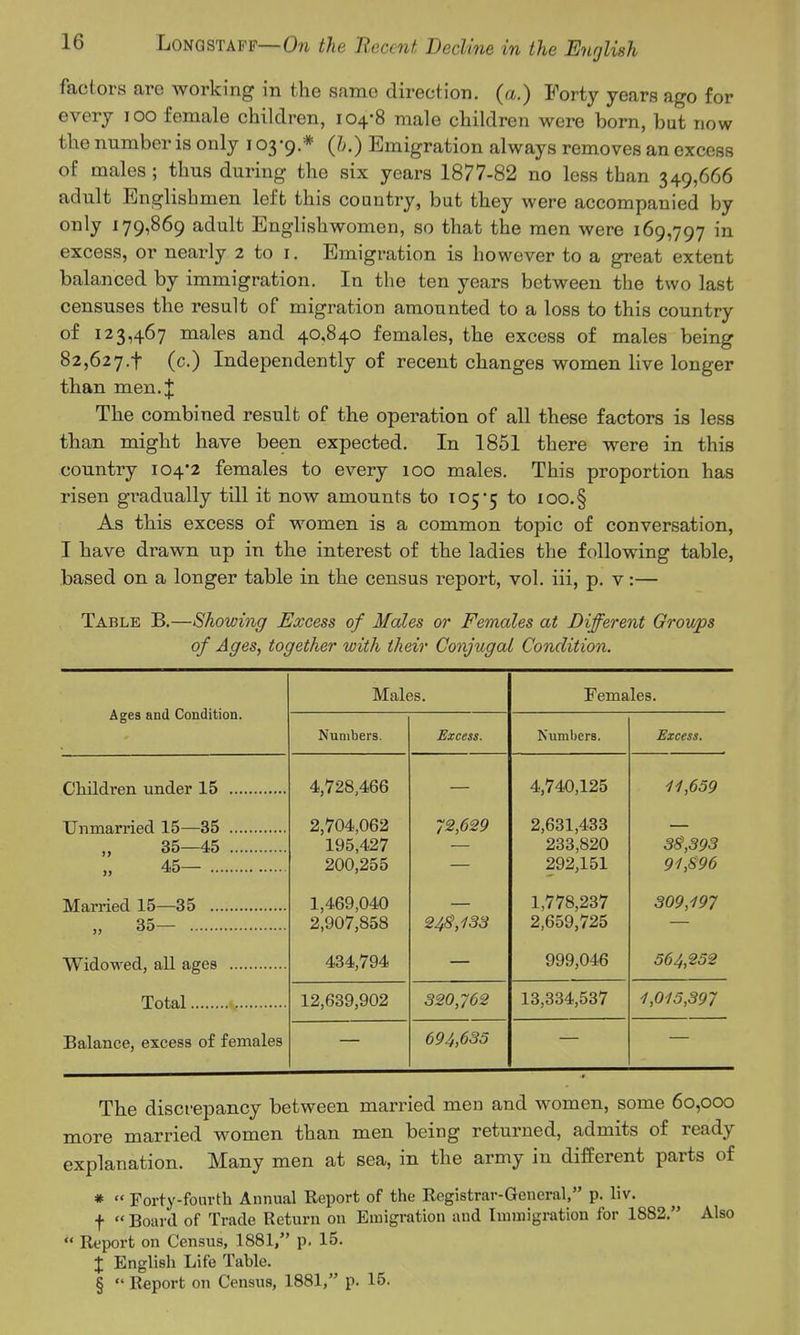 16 LONGSTAFF—On the Recent Decline in the English
factors are working in the same direction. (a.) Forty years ago for
every 100 female children, 104·8 male children were born, but now
the number is only 103·9.* (b.) Emigration always removes an excess
of males; thus during the six years 1877-82 no less than 349,666
adult Englishmen left this country, but they were accompanied by
only 179,869 adult Englishwomen, so that the men were 169,797 in
excess, or nearly 2 to 1. Emigration is however to a great extent
balanced by immigration. In the ten years between the two last
censuses the result of migration amounted to a loss to this country
of 123,467 males and 40,840 females, the excess of males being
82,627.† (c.) Independently of recent changes women live longer
than men.‡
The combined result of the operation of all these factors is less
than might have been expected. In 1851 there were in this
country 104·2 females to every 100 males. This proportion has
risen gradually till it now amounts to 105·5 to 100.§
As this excess of women is a common topic of conversation,
I have drawn up in the interest of the ladies the following table,
based on a longer table in the census report, vol. iii, p. v:—
TABLE B.—Showing Excess of Males or Females at Different Groups
of Ages, together with their Conjugal Condition.
Ages and Condition. Males. Females.
Numbers. Excess. Numbers. Excess.
Children under 15 ............ 4,728,466 — 4,740,125 11,659
Unmarried 15—35 ............ 2,704,062 72,629 2,631,433 —
„ 35—45 ............ 195,427 — 233,820 38,393
„ 45— ............... 200,255 — 292,151 91,896
Married 15—35 ............... 1,469,040 — 1,778,237 309,197
„ 35— .................. 2,907,858 248,133 2,659,725 —
Widowed, all ages ............ 434,794 — 999,046 564,252
Total..................... 12,639,902 320,762 13,334,537 1,015,397
Balance, excess of females — 694,635 — —
The discrepancy between married men and women, some 60,000
more married women than men being returned, admits of ready
explanation. Many men at sea, in the army in different parts of
* “Forty-fourth Annual Report of the Registrar-General,” p. liv.
† “Board of Trade Return on Emigration and Immigration for 1882.” Also
“Report on Census, 1881,” p. 15.
‡ English Life Table.
§ “Report on Census, 1881,” p. 15.